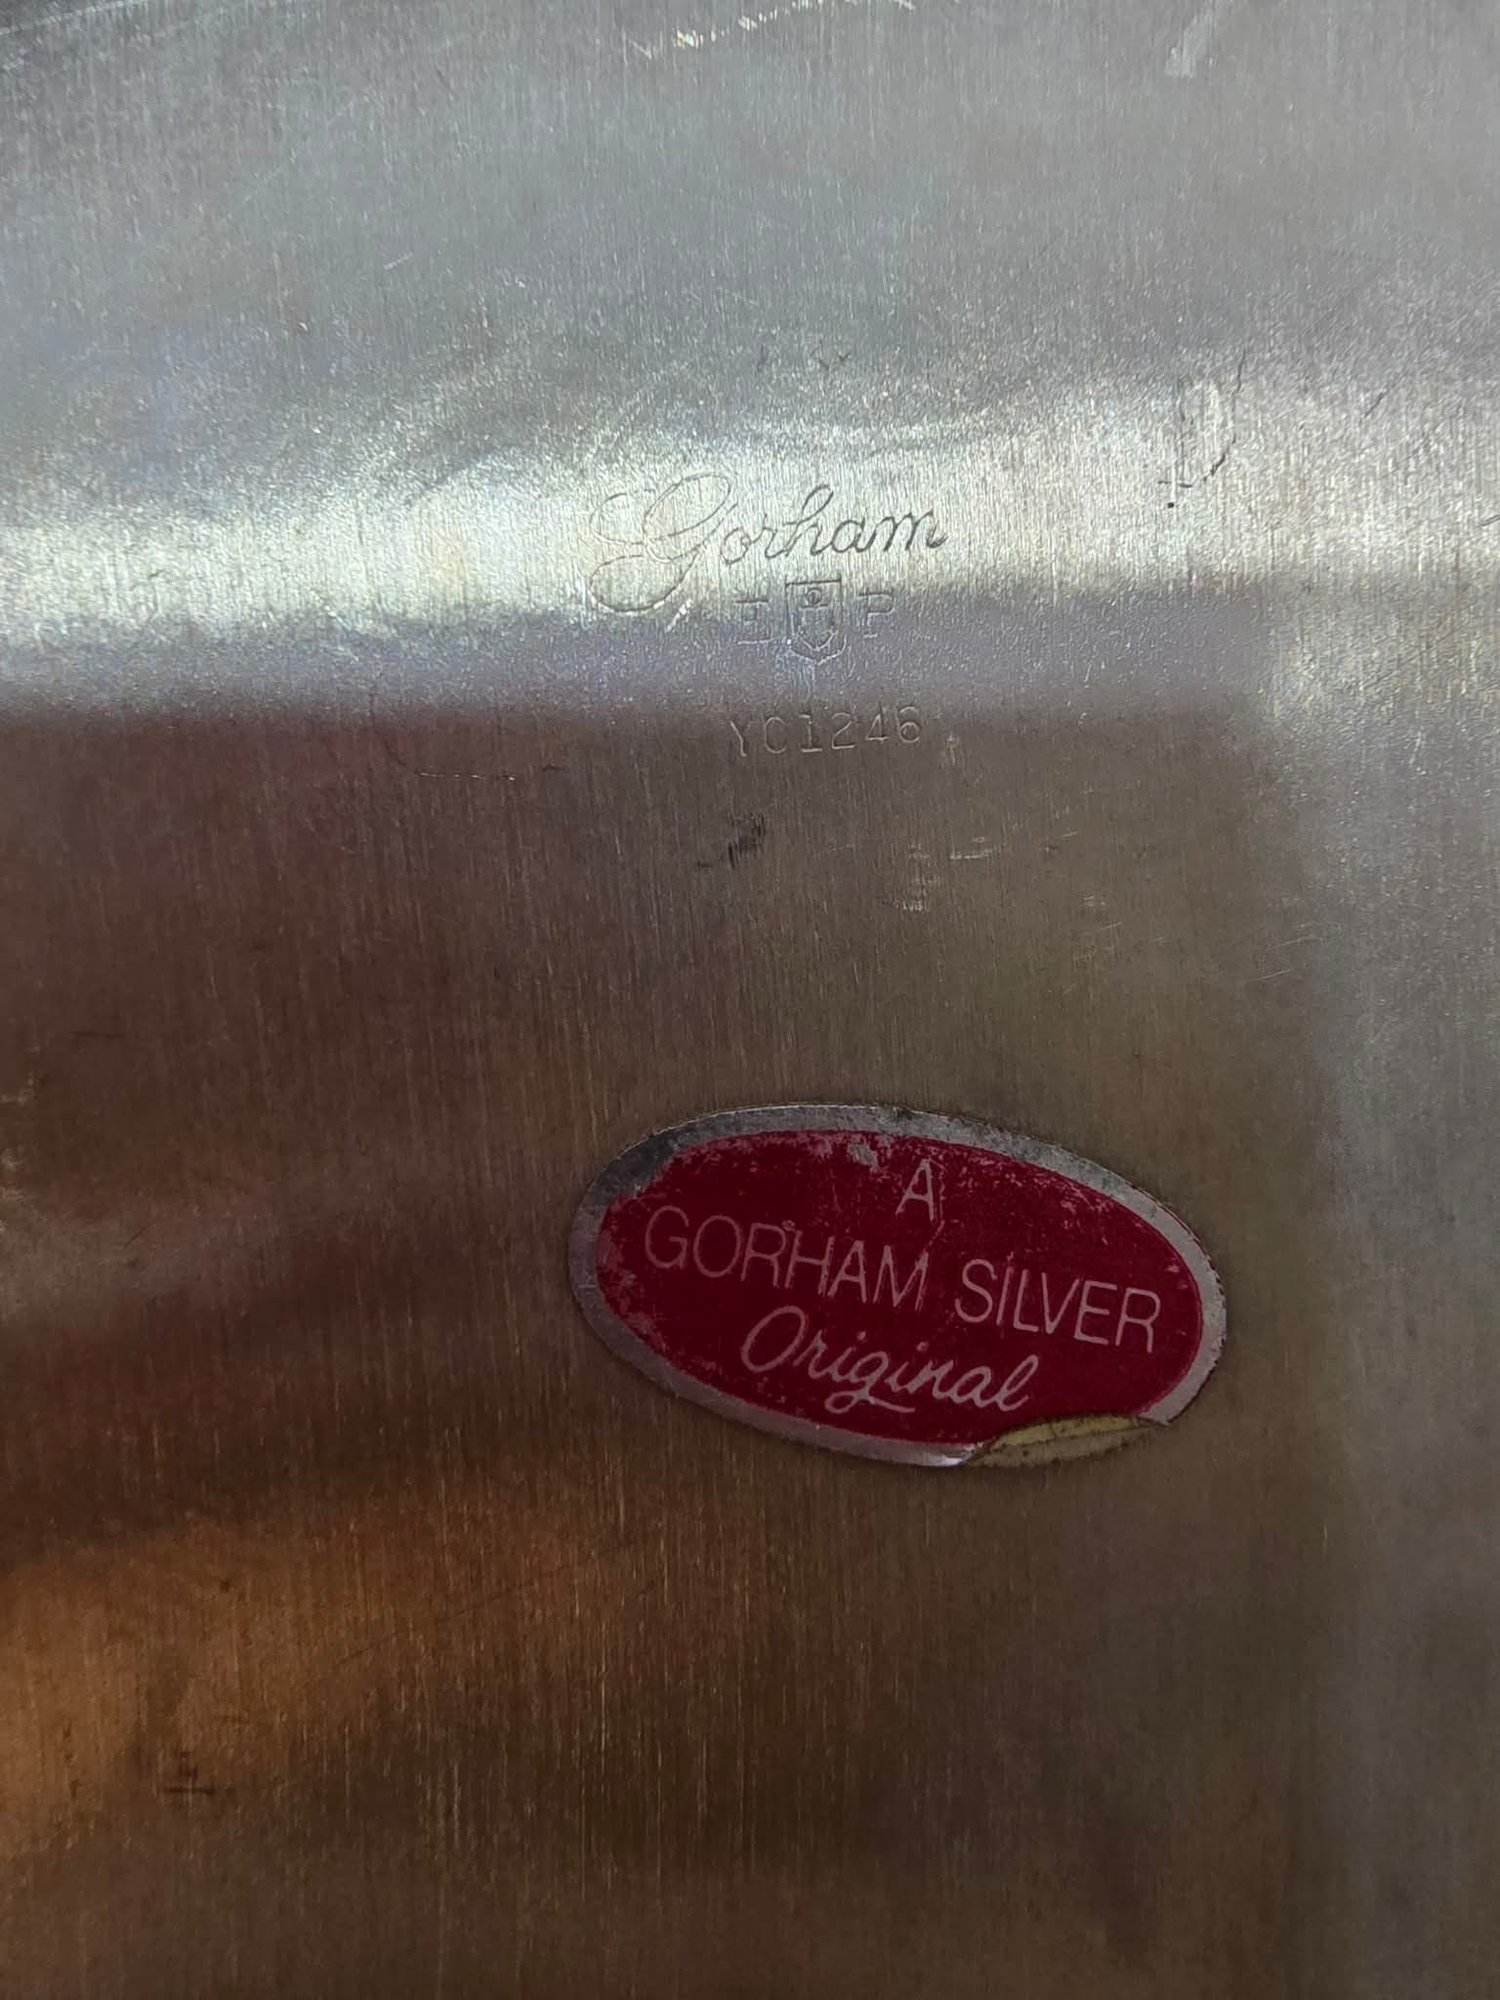 Gorham
E P
YC1246
A
GORHAM SILVER
Original